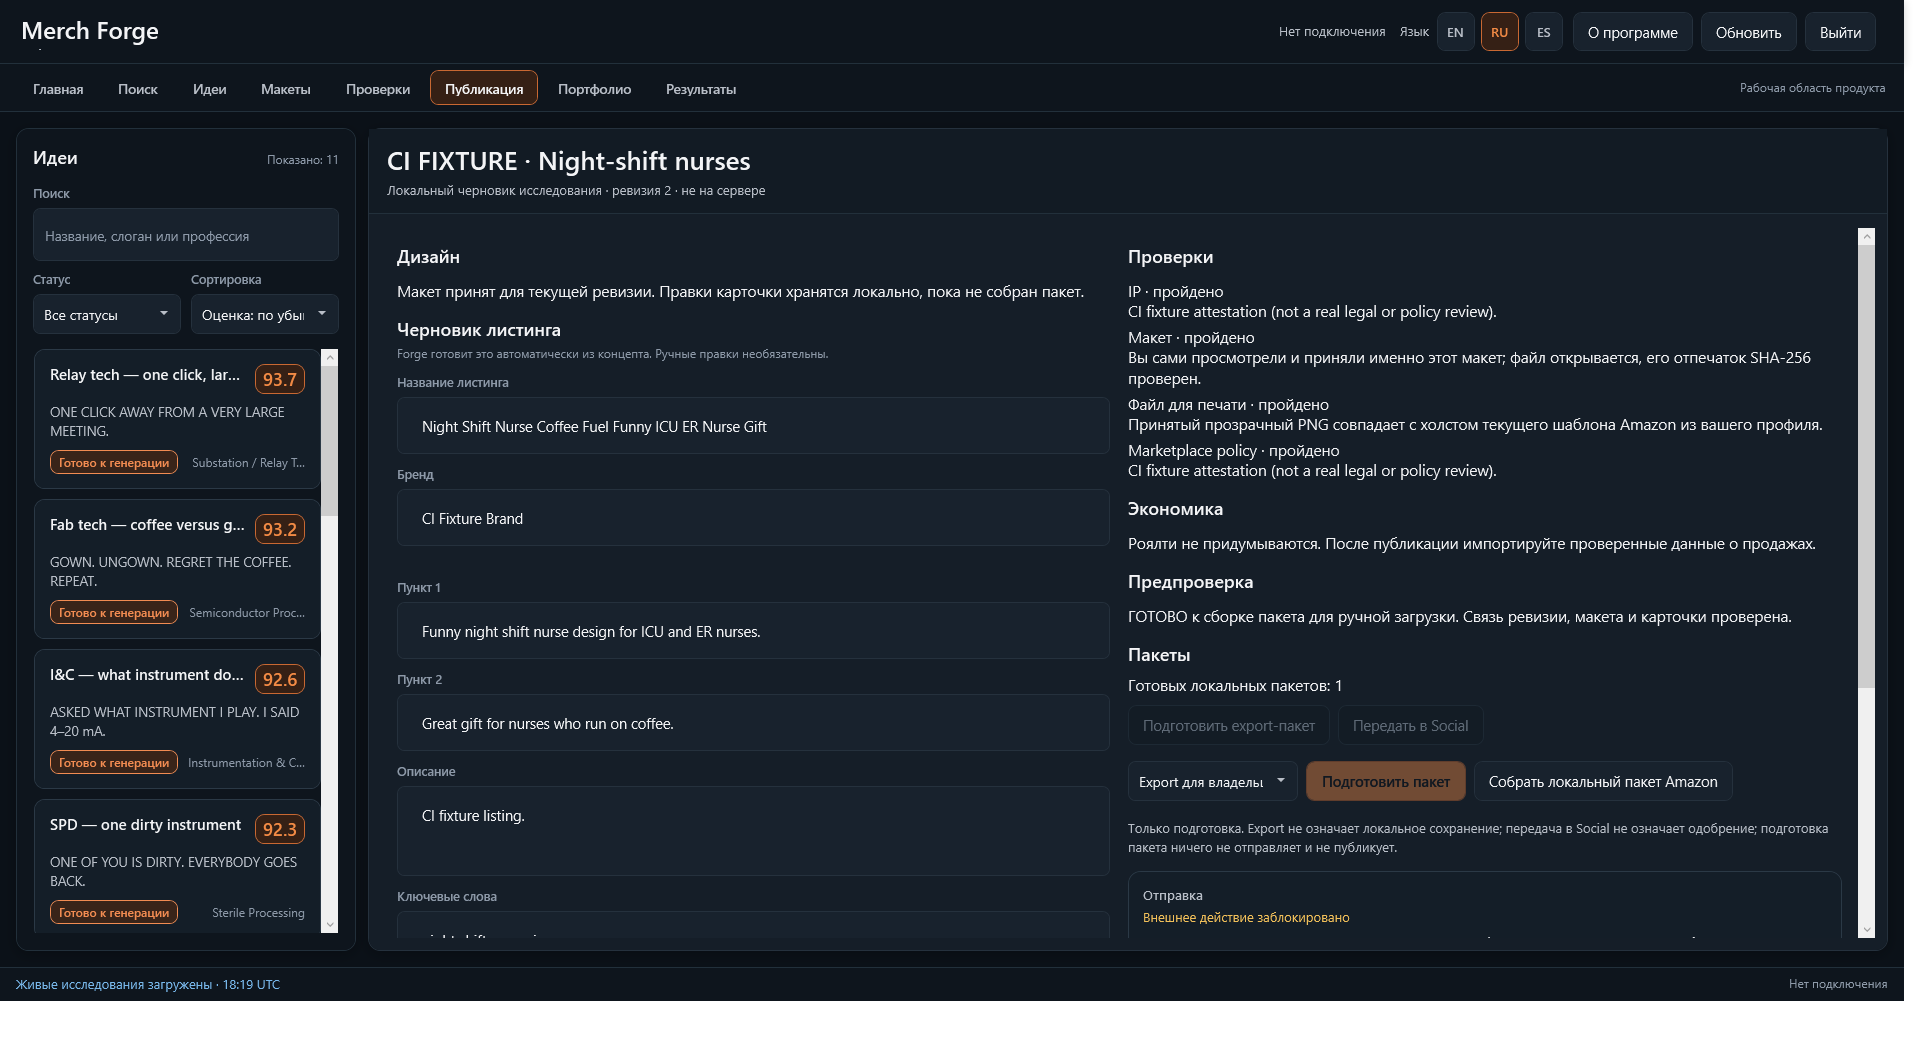 Merch Forge
Нет подключения
Язык
EN
RU
ES
О программе
Обновить
Выйти
Главная
Поиск
Идеи
Макеты
Проверки
Публикация
Портфолио
Результаты
Рабочая область продукта
Идеи
Показано: 11
Поиск
Название, слоган или профессия
Статус
Сортировка
Все статусы
Оценка: по убы
Relay tech — one click, lar...
93.7
ONE CLICK AWAY FROM A VERY LARGE
MEETING.
Готово к генерации
Substation / Relay T...
Fab tech — coffee versus g...
93.2
GOWN. UNGOWN. REGRET THE COFFEE.
REPEAT.
Готово к генерации
Semiconductor Proc...
I&C — what instrument do...
92.6
ASKED WHAT INSTRUMENT I PLAY. I SAID
4–20 mA.
Готово к генерации
Instrumentation & C...
SPD — one dirty instrument
92.3
ONE OF YOU IS DIRTY. EVERYBODY GOES
BACK.
Готово к генерации
Sterile Processing
CI FIXTURE · Night-shift nurses
Локальный черновик исследования · ревизия 2 · не на сервере
Дизайн
Макет принят для текущей ревизии. Правки карточки хранятся локально, пока не собран пакет.
Черновик листинга
Forge готовит это автоматически из концепта. Ручные правки необязательны.
Название листинга
Night Shift Nurse Coffee Fuel Funny ICU ER Nurse Gift
Бренд
CI Fixture Brand
Пункт 1
Funny night shift nurse design for ICU and ER nurses.
Пункт 2
Great gift for nurses who run on coffee.
Описание
CI fixture listing.
Ключевые слова
Проверки
IP · пройдено
CI fixture attestation (not a real legal or policy review).
Макет · пройдено
Вы сами просмотрели и приняли именно этот макет; файл открывается, его отпечаток SHA-256
проверен.
Файл для печати · пройдено
Принятый прозрачный PNG совпадает с холстом текущего шаблона Amazon из вашего профиля.
Marketplace policy · пройдено
CI fixture attestation (not a real legal or policy review).
Экономика
Роялти не придумываются. После публикации импортируйте проверенные данные о продажах.
Предпроверка
ГОТОВО к сборке пакета для ручной загрузки. Связь ревизии, макета и карточки проверена.
Пакеты
Готовых локальных пакетов: 1
Подготовить export-пакет
Передать в Social
Export для владель
Подготовить пакет
Собрать локальный пакет Amazon
Только подготовка. Export не означает локальное сохранение; передача в Social не означает одобрение; подготовка
пакета ничего не отправляет и не публикует.
Отправка
Внешнее действие заблокировано
Живые исследования загружены · 18:19 UTC
Нет подключения